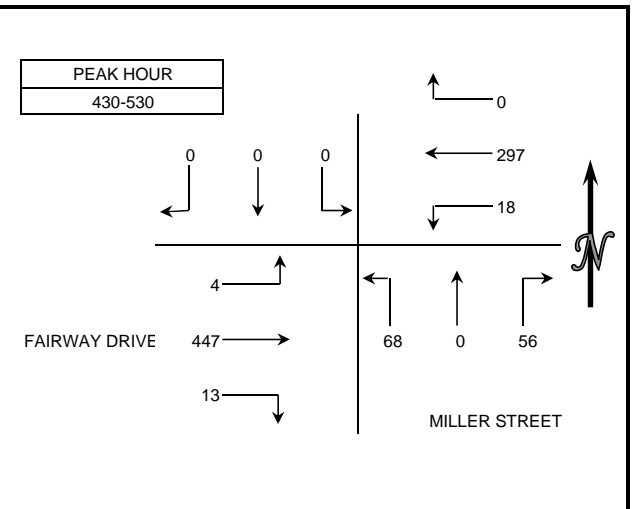 PEAK HOUR
430-530
0
0 0 0 297
18
4
FAIRWAY DRIVE 447 68 0 56
13
MILLER STREET
N